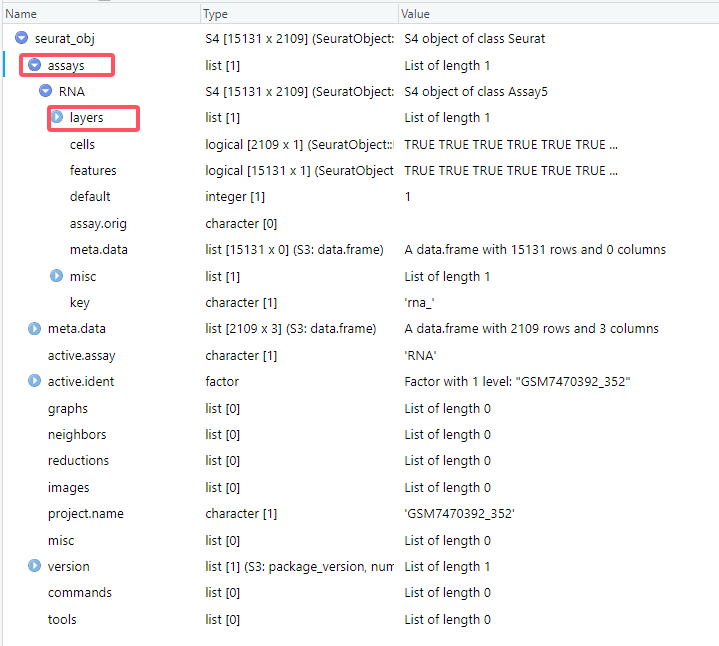 Name Type Value
seurat_obj S4 [15131 x 2109] (SeuratObject: S4 object of class Seurat
assays list [1] List of length 1
RNA S4 [15131 x 2109] (SeuratObject: S4 object of class Assay5
layers list [1] List of length 1
cells logical [2109 x 1] (SeuratObject:: TRUE TRUE TRUE TRUE TRUE TRUE ...
features logical [15131 x 1] (SeuratObject TRUE TRUE TRUE TRUE TRUE TRUE ...
default integer [1] 1
assay.orig character [0]
meta.data list [15131 x 0] (S3: data.frame) A data.frame with 15131 rows and 0 columns
misc list [1] List of length 1
key character [1] 'rna_'
meta.data list [2109 x 3] (S3: data.frame) A data.frame with 2109 rows and 3 columns
active.assay character [1] 'RNA'
active.ident factor Factor with 1 level: "GSM7470392_352"
graphs list [0] List of length 0
neighbors list [0] List of length 0
reductions list [0] List of length 0
images list [0] List of length 0
project.name character [1] 'GSM7470392_352'
misc list [0] List of length 0
version list [1] (S3: package_version, num List of length 1
commands list [0] List of length 0
tools list [0] List of length 0